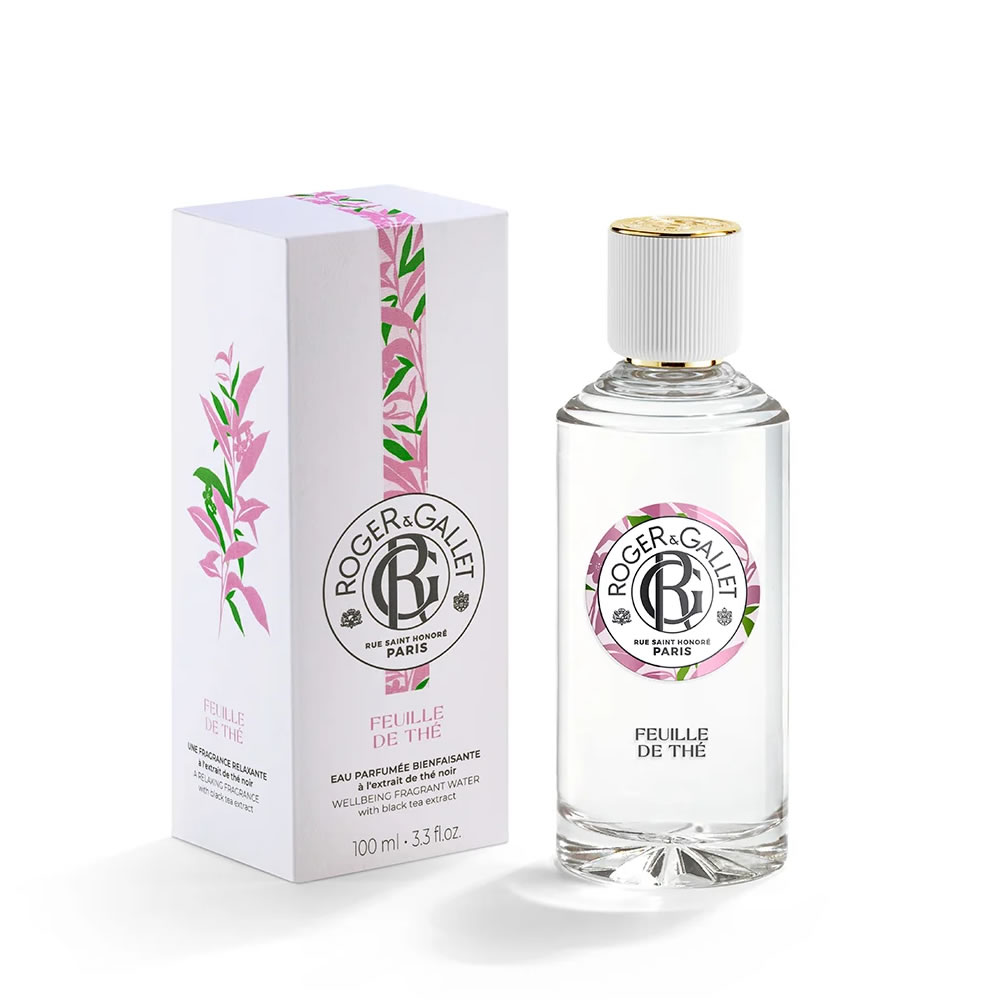 FEUILLE
DE THÉ
UNE FRAGRANCE RELAXANTE
à l'extrait de thé noir
A RELAXING FRAGRANCE
with black tea extract
ROGER & GALLET
RG
RUE SAINT HONORÉ
PARIS
FEUILLE
DE THÉ
EAU PARFUMÉE BIENFAISANTE
à l'extrait de thé noir
WELLBEING FRAGRANT WATER
with black tea extract
100 ml • 3.3 fl.oz.
ROGER & GALLET
RG
RUE SAINT HONORÉ
PARIS
FEUILLE
DE THÉ